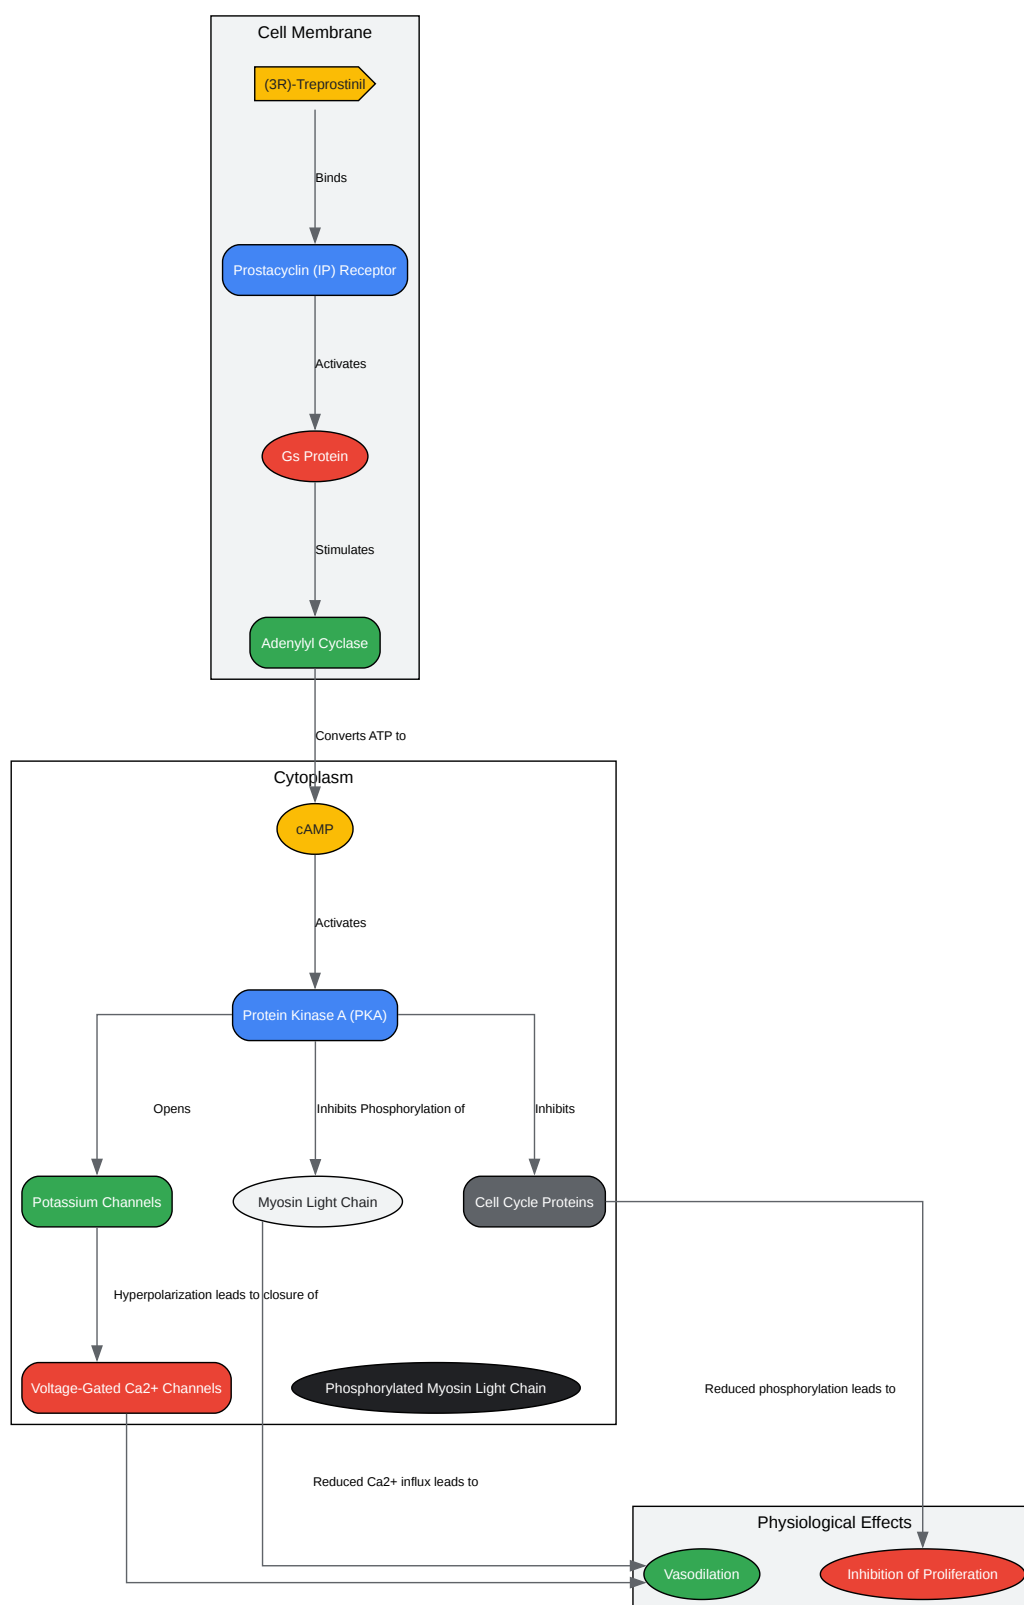 Cell Membrane
(3R)-Treprostinil
Binds
Prostacyclin (IP) Receptor
Activates
Gs Protein
Stimulates
Adenylyl Cyclase
Converts ATP to
Cytoplasm
cAMP
Activates
Protein Kinase A (PKA)
Opens
Inhibits Phosphorylation of
Inhibits
Potassium Channels
Myosin Light Chain
Cell Cycle Proteins
Hyperpolarization leads to closure of
Voltage-Gated Ca2+ Channels
Phosphorylated Myosin Light Chain
Reduced phosphorylation leads to
Reduced Ca2+ influx leads to
Physiological Effects
Vasodilation
Inhibition of Proliferation